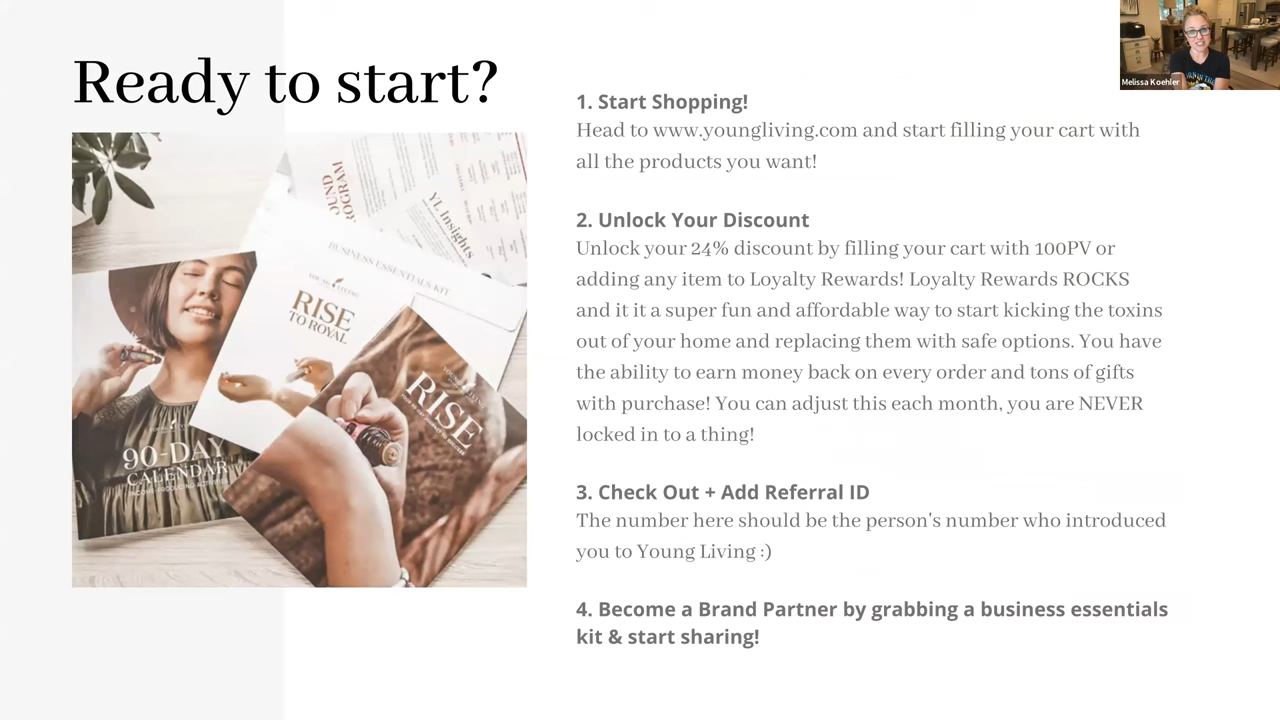 Ready to start?
Melissa Koehler
1. Start Shopping!
Head to www.youngliving.com and start filling your cart with
all the products you want!
2. Unlock Your Discount
Unlock your 24% discount by filling your cart with 100PV or
adding any item to Loyalty Rewards! Loyalty Rewards ROCKS
and it it a super fun and affordable way to start kicking the toxins
out of your home and replacing them with safe options. You have
the ability to earn money back on every order and tons of gifts
with purchase! You can adjust this each month, you are NEVER
locked in to a thing!
3. Check Out + Add Referral ID
The number here should be the person's number who introduced
you to Young Living :)
4. Become a Brand Partner by grabbing a business essentials
kit & start sharing!
YL Insights
BUSINESS ESSENTIALS KIT
RISE
TO ROYAL
RISE
90-DAY
CALENDAR